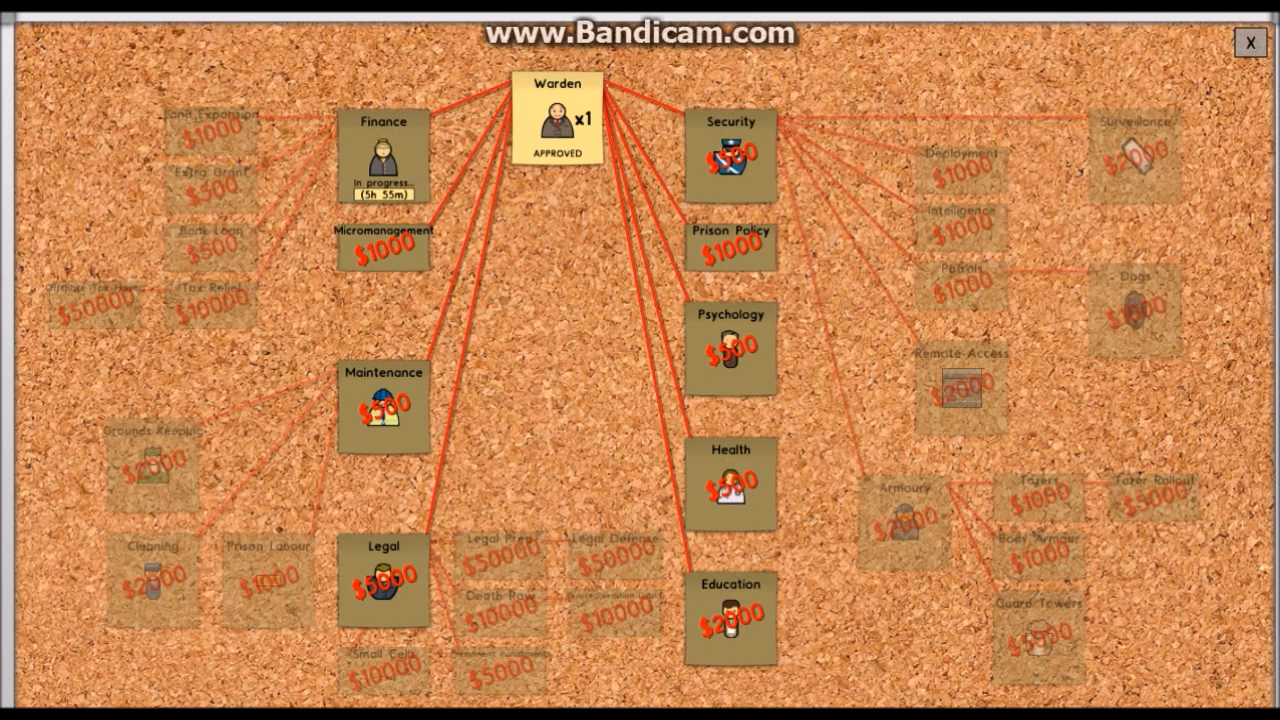 www.Bandicam.com
X
Warden
x1
APPROVED
Finance
In progress...
(5h 55m)
Micromanagement
$1000
Maintenance
$500
Legal
$5000
Security
$500
Prison Policy
$1000
Psychology
$500
Health
$500
Education
$2000
Land Expansion
$1000
Extra Grant
$500
Bank Loan
$500
Offshore Tax Haven
$50000
Tax Relief
$10000
Grounds Keeping
$2000
Cleaning
$2000
Prison Labour
$1000
Legal Prep
$50000
Legal Defense
$50000
Death Row
$10000
$10000
Small Cells
$10000
$5000
Surveillance
Deployment
$1000
Intelligence
$1000
Patrols
$1000
Dogs
$1000
Remote Access
$2000
Armoury
$2000
Tazers
$1000
Tazer Rollout
$5000
Body Armour
$1000
Guard Towers
$5000